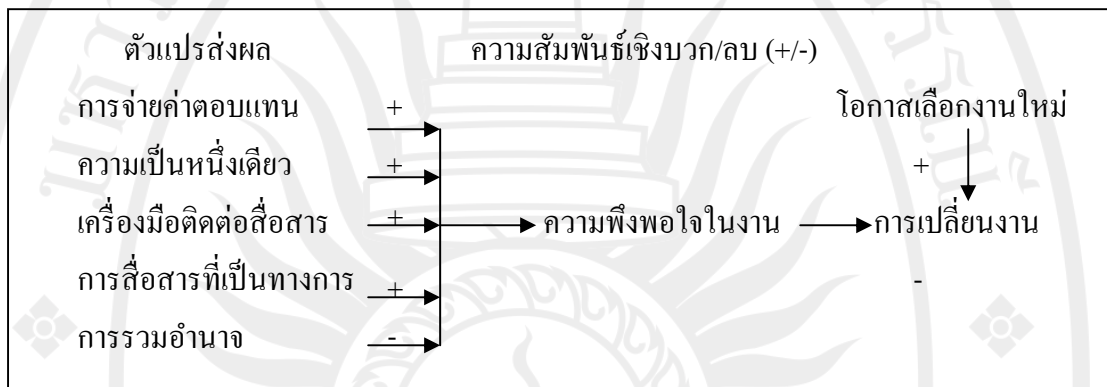 ตัวแปรส่งผล ความสัมพันธ์เชิงบวก/ลบ (+/-)
การจ่ายค่าตอบแทน + โอกาสเลือกงานใหม่
ความเป็นหนึ่งเดียว + +
เครื่องมือติดต่อสื่อสาร + ความพึงพอใจในงาน การเปลี่ยนงาน
การสื่อสารที่เป็นทางการ + -
การรวมอำนาจ -